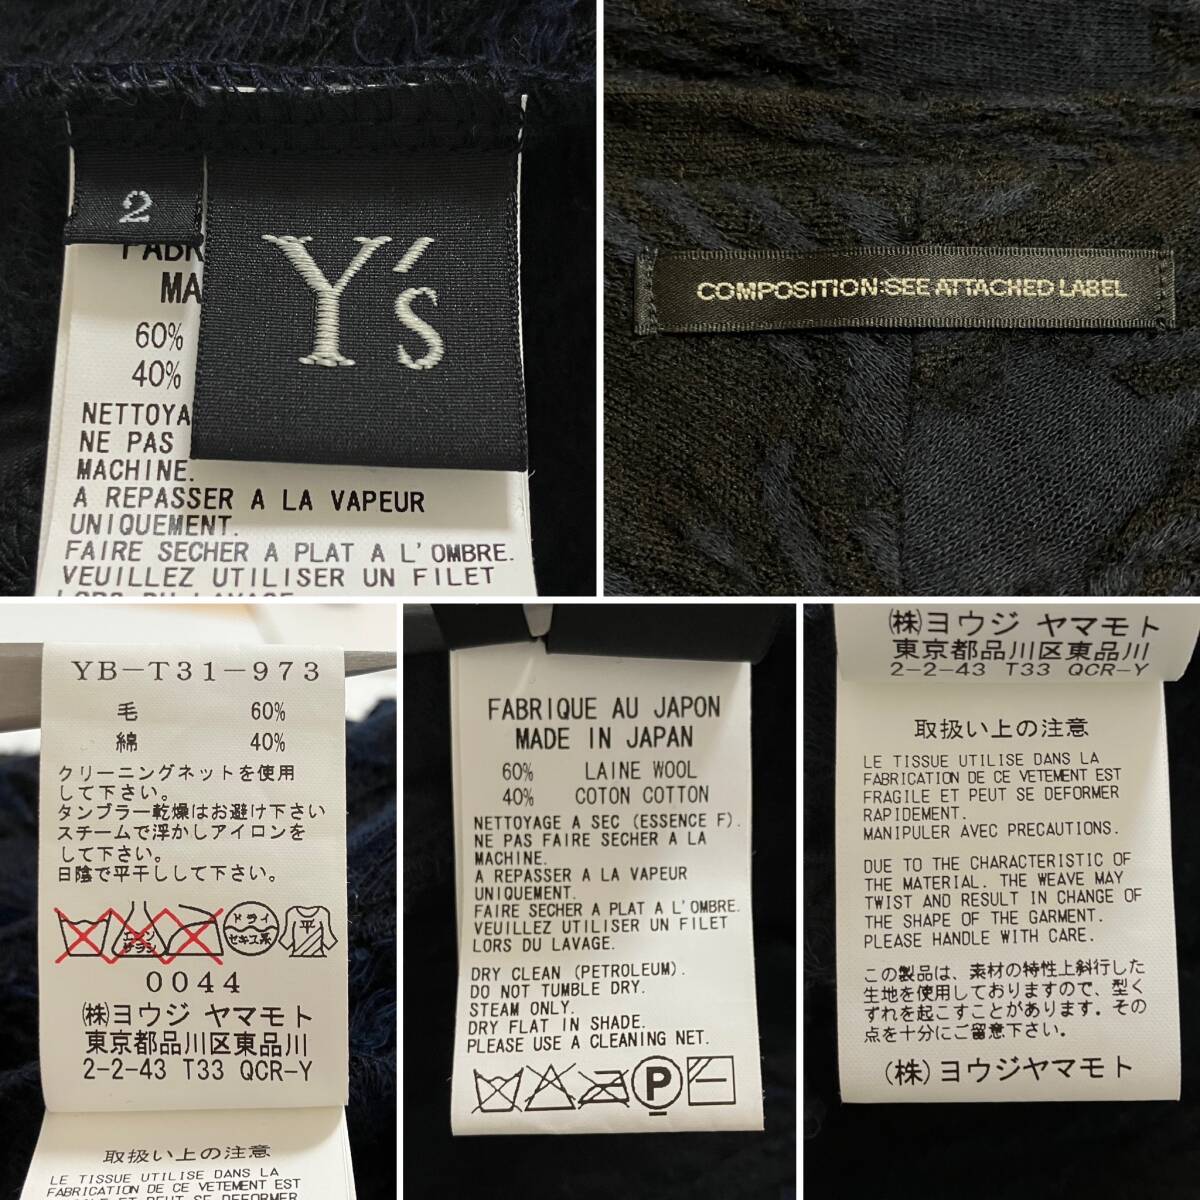 2
Y's
FABR
MA
60%
40%
NETTOYA
NE PAS
MACHINE.
A REPASSER A LA VAPEUR
UNIQUEMENT.
FAIRE SECHER A PLAT A L'OMBRE.
VEUILLEZ UTILISER UN FILET
LORS DU LAVAGE.
COMPOSITION:SEE ATTACHED LABEL
YB-T31-973
毛 60%
綿 40%
クリーニングネットを使用
して下さい。
タンブラー乾燥はお避け下さい
スチームで浮かしアイロンを
して下さい。
日陰で平干しして下さい。
エンソ
サラシ
ドライ
セキユ系
平
0044
㈱ヨウジ ヤマモト
東京都品川区東品川
2-2-43 T33 QCR-Y
取扱い上の注意
LE TISSUE UTILISE DANS LA
FABRICATION DE CE VETEMENT EST
FRAGILE ET PEUT SE DEFORMER
FABRIQUE AU JAPON
MADE IN JAPAN
60% LAINE WOOL
40% COTON COTTON
NETTOYAGE A SEC (ESSENCE F).
NE PAS FAIRE SECHER A LA
MACHINE.
A REPASSER A LA VAPEUR
UNIQUEMENT.
FAIRE SECHER A PLAT A L'OMBRE.
VEUILLEZ UTILISER UN FILET
LORS DU LAVAGE.
DRY CLEAN (PETROLEUM).
DO NOT TUMBLE DRY.
STEAM ONLY.
DRY FLAT IN SHADE.
PLEASE USE A CLEANING NET.
P
㈱ヨウジ ヤマモト
東京都品川区東品川
2-2-43 T33 QCR-Y
取扱い上の注意
LE TISSUE UTILISE DANS LA
FABRICATION DE CE VETEMENT EST
FRAGILE ET PEUT SE DEFORMER
RAPIDEMENT.
MANIPULER AVEC PRECAUTIONS.
DUE TO THE CHARACTERISTIC OF
THE MATERIAL. THE WEAVE MAY
TWIST AND RESULT IN CHANGE OF
THE SHAPE OF THE GARMENT.
PLEASE HANDLE WITH CARE.
この製品は、素材の特性上斜行した
生地を使用しておりますので、型く
ずれを起こすことがあります。その
点を十分にご留意下さい。
(株)ヨウジヤマモト